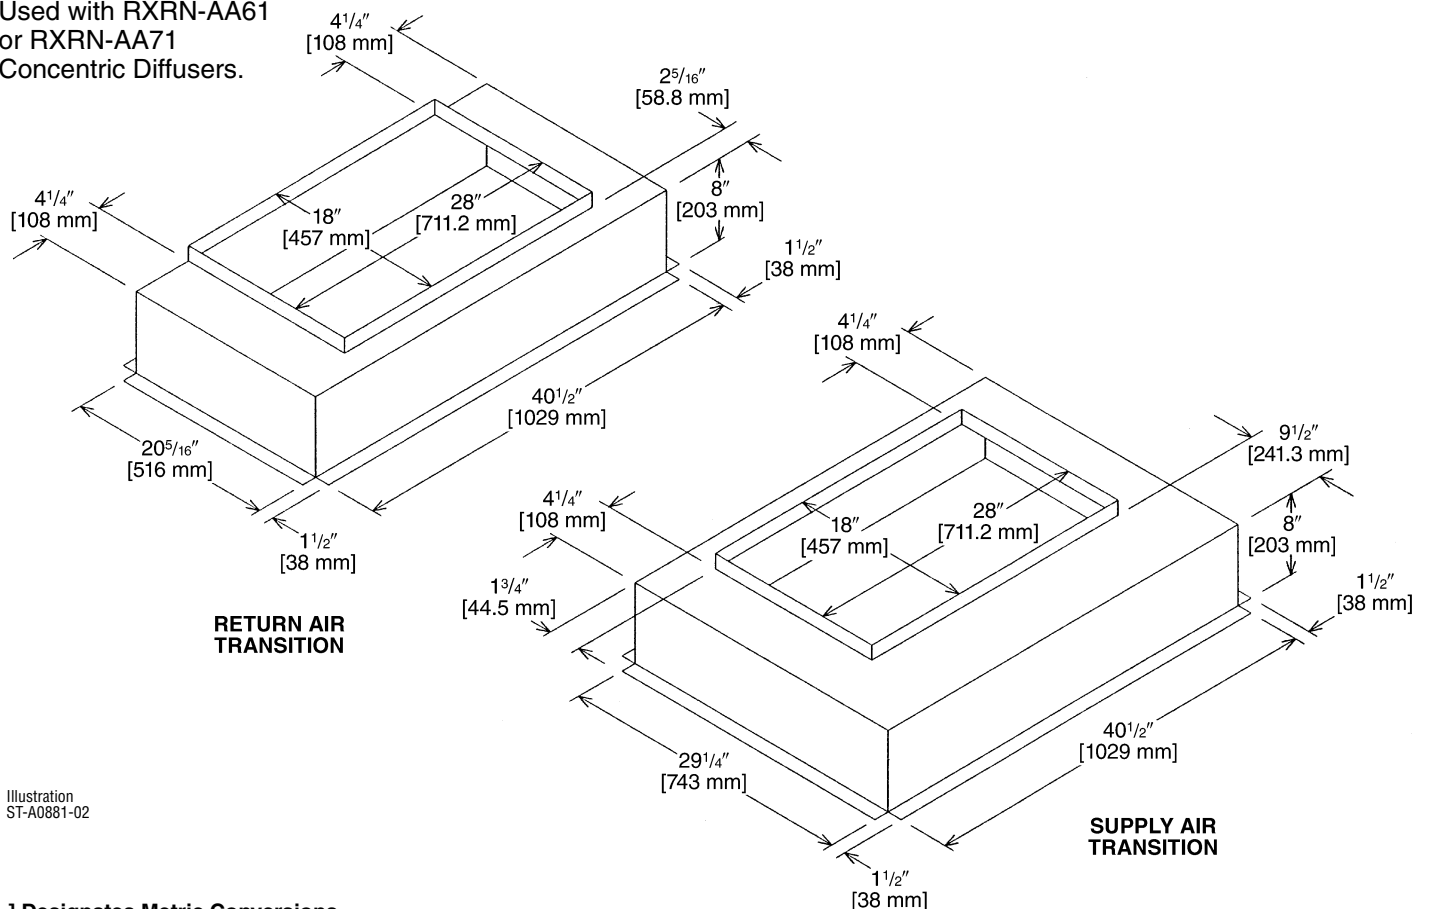 Used with RXRN-AA61
or RXRN-AA71
Concentric Diffusers.
4 1/4"
[108 mm]
2 5/16"
[58.8 mm]
4 1/4"
[108 mm]
18"
[457 mm]
28"
[711.2 mm]
8"
[203 mm]
1 1/2"
[38 mm]
40 1/2"
[1029 mm]
20 5/16"
[516 mm]
1 1/2"
[38 mm]
RETURN AIR
TRANSITION
4 1/4"
[108 mm]
9 1/2"
[241.3 mm]
4 1/4"
[108 mm]
18"
[457 mm]
28"
[711.2 mm]
8"
[203 mm]
1 3/4"
[44.5 mm]
1 1/2"
[38 mm]
40 1/2"
[1029 mm]
29 1/4"
[743 mm]
1 1/2"
[38 mm]
SUPPLY AIR
TRANSITION
Illustration
ST-A0881-02
] Designates Metric Conversions